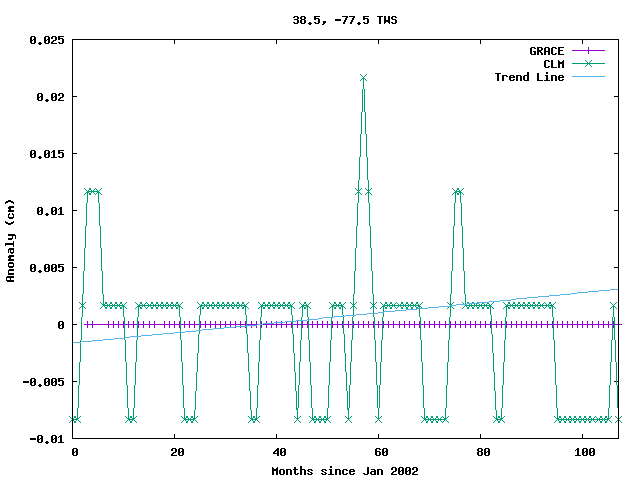 38.5, -77.5 TWS
GRACE
CLM
Trend Line
0.025
0.02
0.015
0.01
0.005
0
-0.005
-0.01
Anomaly (cm)
0 20 40 60 80 100
Months since Jan 2002